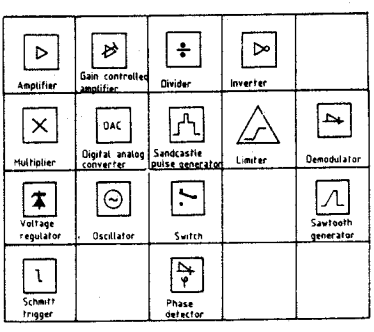 Amplifier
Gain controlled
amplifier
Divider
Inverter
Multiplier
DAC
Digital analog
converter
Sandcastle
pulse generator
Limiter
Demodulator
Voltage
regulator
Oscillator
Switch
Sawtooth
generator
Schmitt
trigger
φ
Phase
detector